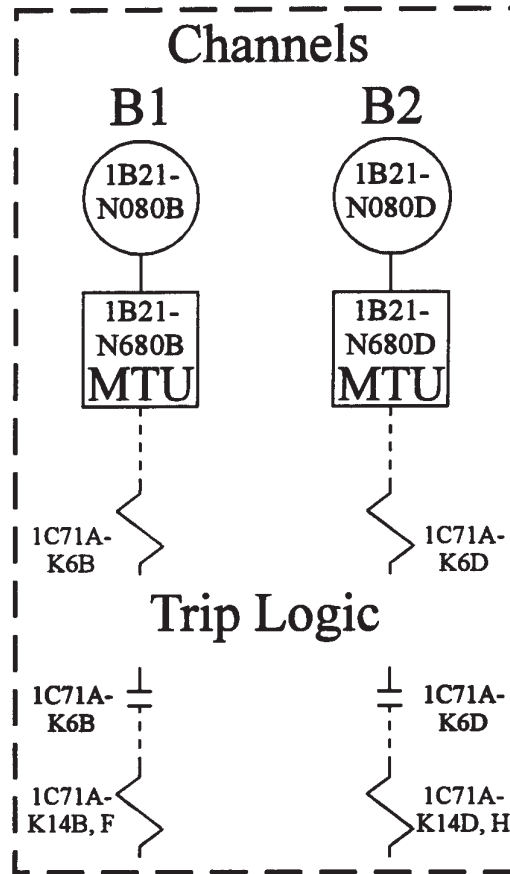 Channels
B1 B2
1B21-
N080B
1B21-
N080D
1B21-
N680B
MTU
1B21-
N680D
MTU
1C71A-
K6B
1C71A-
K6D
Trip Logic
1C71A-
K6B
1C71A-
K6D
1C71A-
K14B, F
1C71A-
K14D, H